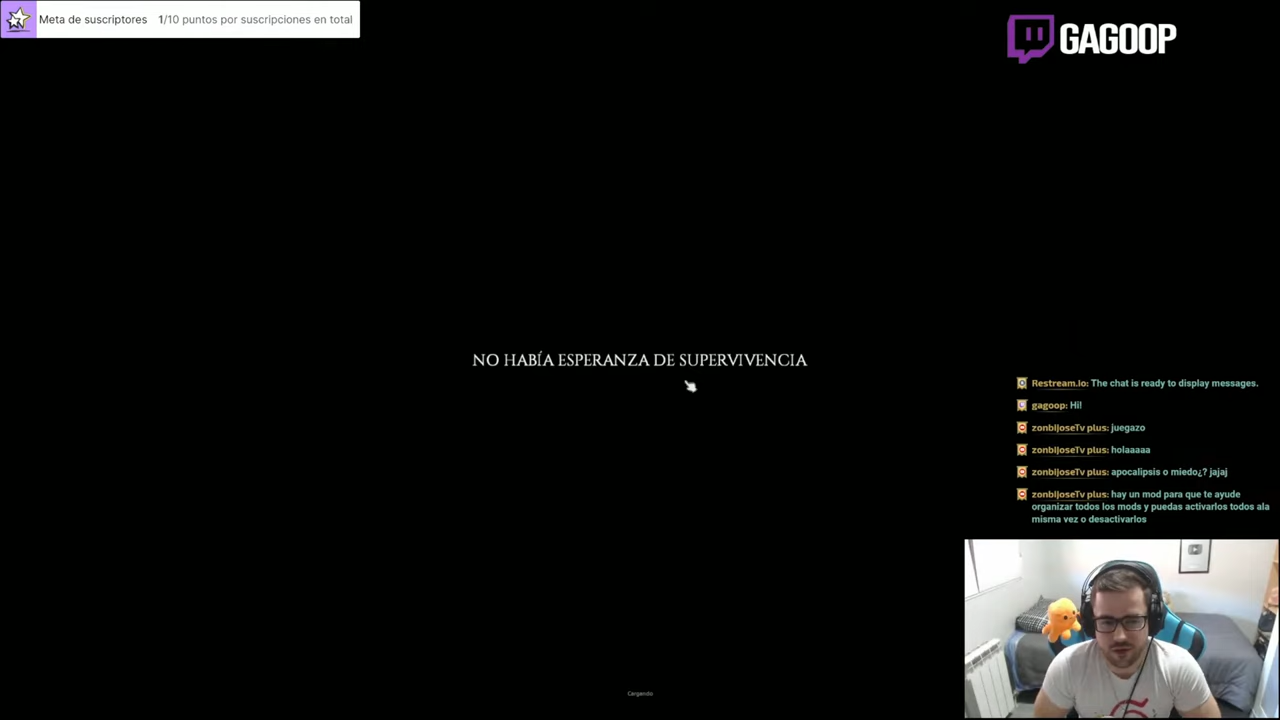 Meta de suscriptores 1/10 puntos por suscripciones en total
GAGOOP
NO HABÍA ESPERANZA DE SUPERVIVENCIA
Restream.io: The chat is ready to display messages.
gagoop: Hi!
zonbijoseTv plus: juegazo
zonbijoseTv plus: holaaaaa
zonbijoseTv plus: apocalipsis o miedo¿? jajaj
zonbijoseTv plus: hay un mod para que te ayude
organizar todos los mods y puedas activarlos todos ala
misma vez o desactivarlos
Cargando